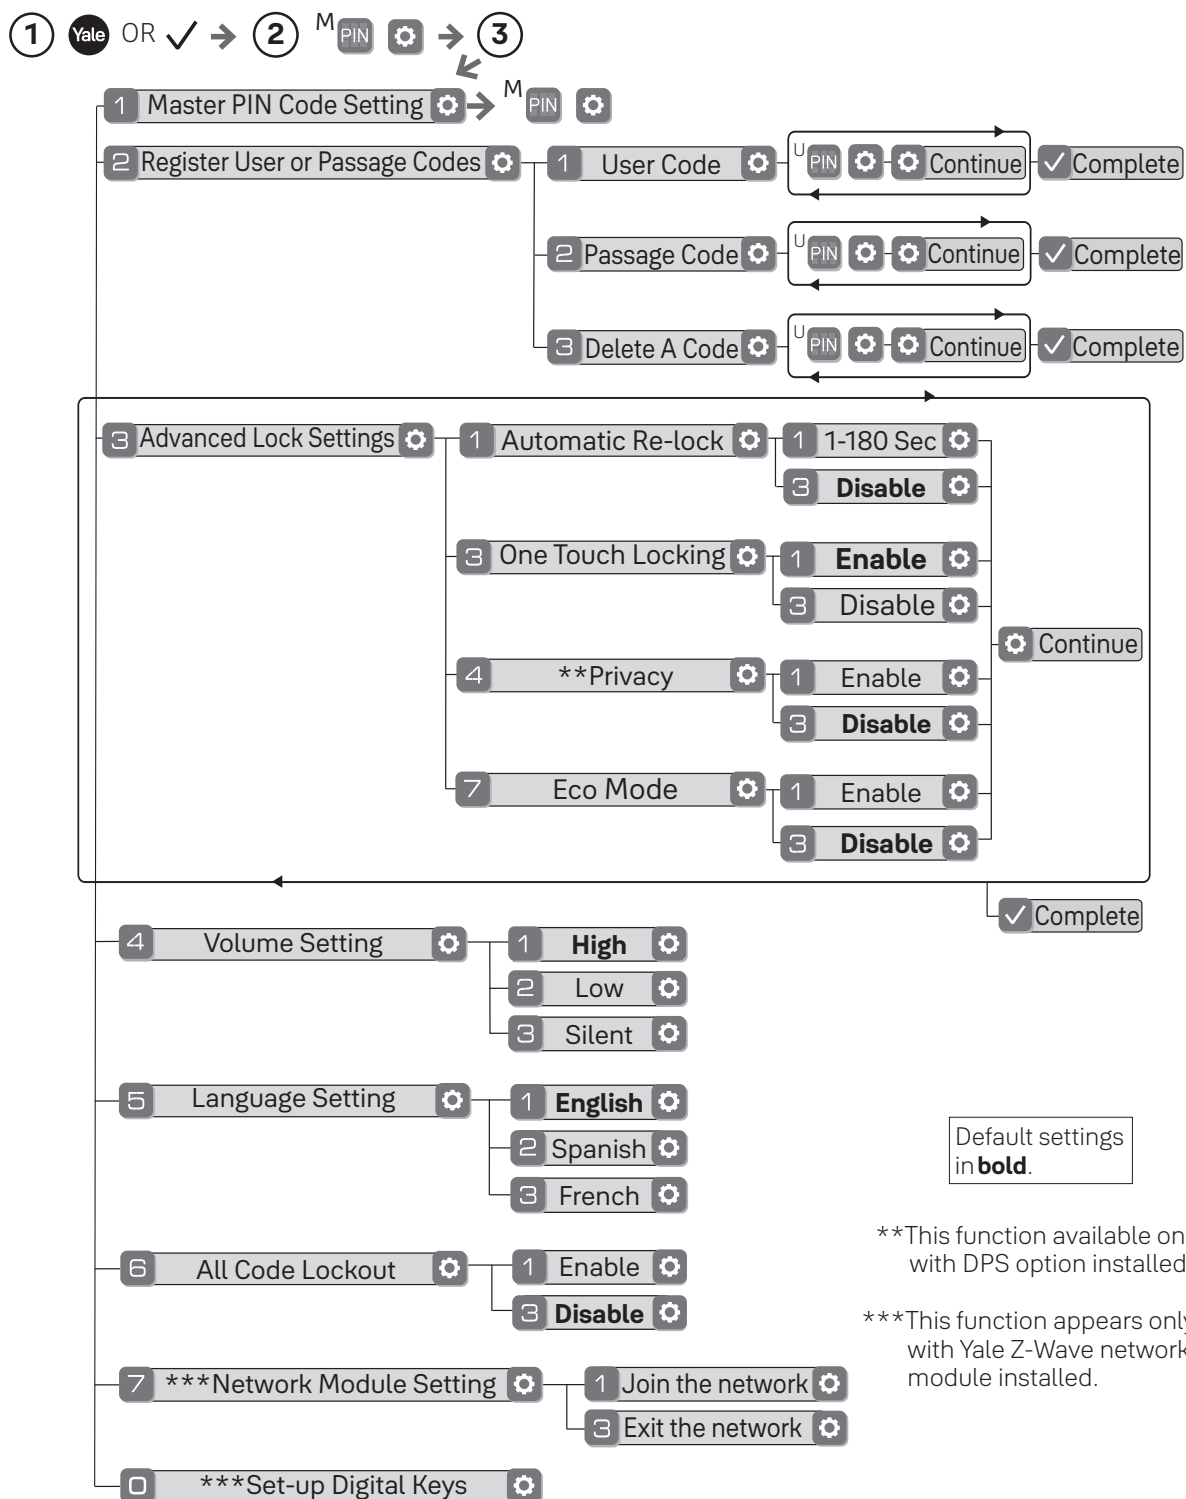 1 Yale OR 2 M PIN 3
1 Master PIN Code Setting M PIN
2 Register User or Passage Codes 1 User Code U PIN Continue Complete
2 Passage Code U PIN Continue Complete
3 Delete A Code U PIN Continue Complete
3 Advanced Lock Settings 1 Automatic Re-lock 1 1-180 Sec
3 Disable
3 One Touch Locking 1 Enable
3 Disable
Continue
4 **Privacy 1 Enable
3 Disable
7 Eco Mode 1 Enable
3 Disable
Complete
4 Volume Setting 1 High
2 Low
3 Silent
5 Language Setting 1 English
2 Spanish
3 French
Default settings
in bold.
**This function available on
with DPS option installed
6 All Code Lockout 1 Enable
3 Disable
***This function appears only
with Yale Z-Wave network
module installed.
7 ***Network Module Setting 1 Join the network
3 Exit the network
0 ***Set-up Digital Keys